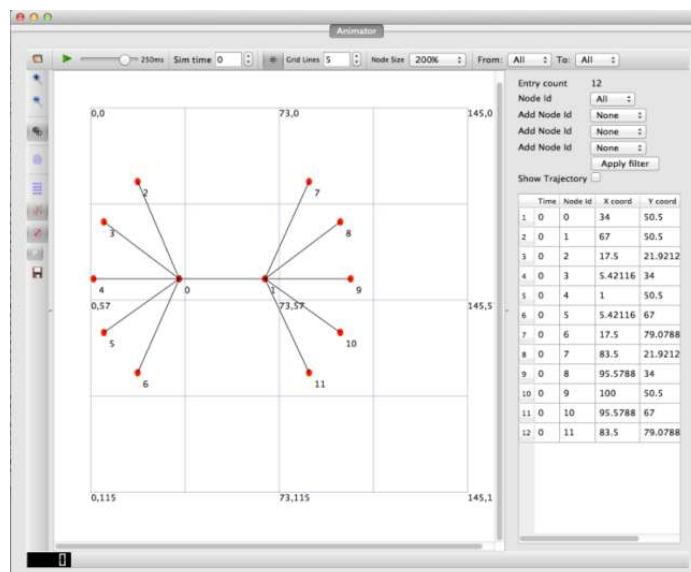 Animator
250ms Sim time 0 Grid Lines 5 Node Size 200% From: All To: All
Entry count 12
Node Id All
Add Node Id None
Add Node Id None
Add Node Id None
Apply filter
Show Trajectory
0,0 73,0 145,0
2 7
3 8
4 0 1 9
0,57 73,57 145,5
5 10
6 11
0,115 73,115 145,1
Time Node Id X coord Y coord
1 0 0 34 50.5
2 0 1 67 50.5
3 0 2 17.5 21.9212
4 0 3 5.42116 34
5 0 4 1 50.5
6 0 5 5.42116 67
7 0 6 17.5 79.0788
8 0 7 83.5 21.9212
9 0 8 95.5788 34
10 0 9 100 50.5
11 0 10 95.5788 67
12 0 11 83.5 79.0788